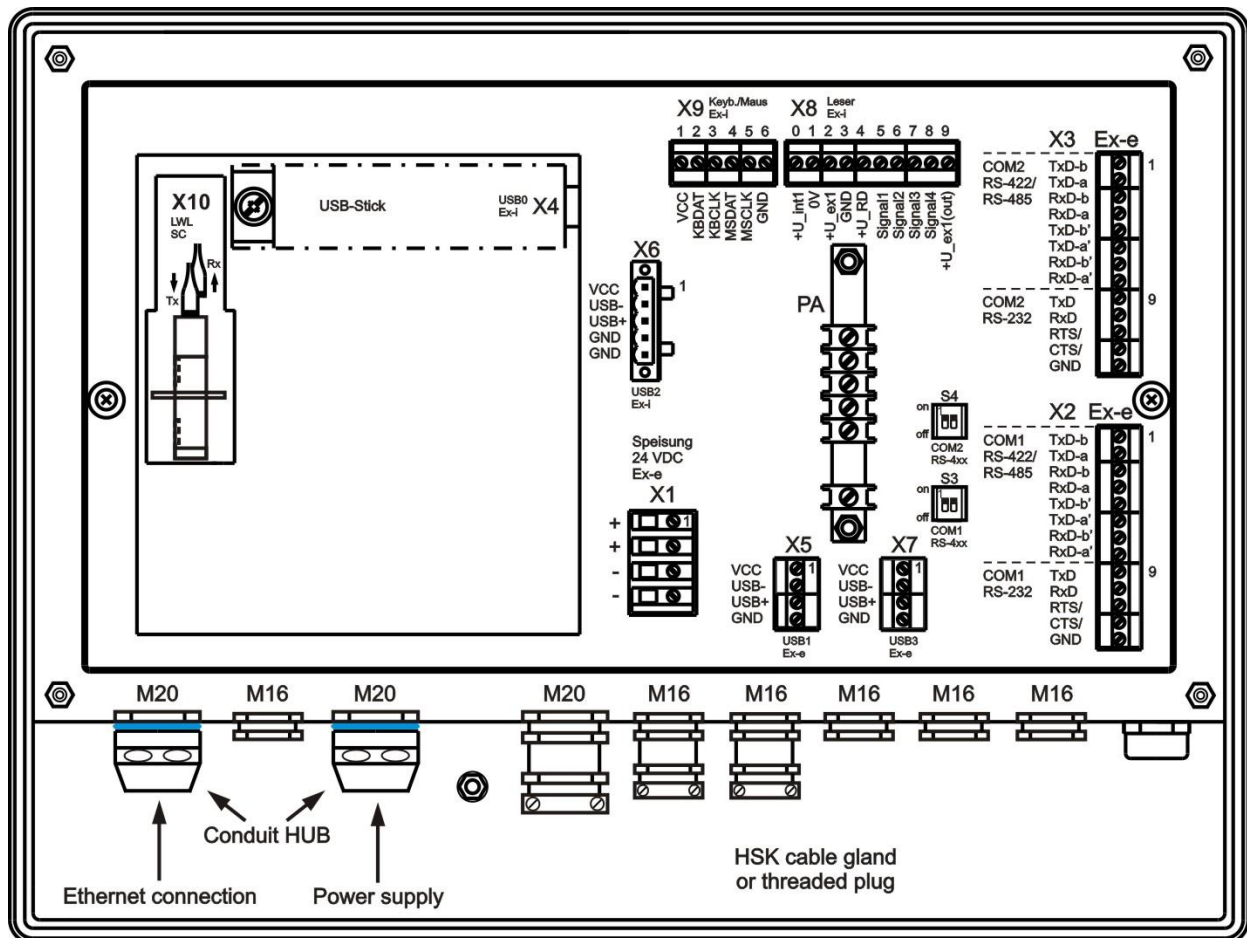 X9 Keyb./Maus
Ex-i
1 2 3 4 5 6
VCC
KBDAT
KBCLK
MSDAT
MSCLK
GND
X8 Leser
Ex-i
0 1 2 3 4 5 6 7 8 9
+U_int1
0V
+U_ex1
GND
+U_RD
Signal1
Signal2
Signal3
Signal4
+U_ex1(out)
X10
LWL
SC
Rx
Tx
USB-Stick
USB0
Ex-i
X4
X6
VCC 1
USB-
USB+
GND
GND
USB2
Ex-i
PA
X3 Ex-e
COM2 TxD-b 1
RS-422/ TxD-a
RS-485 RxD-b
RxD-a
TxD-b'
TxD-a'
RxD-b'
RxD-a'
COM2 TxD 9
RS-232 RxD
RTS/
CTS/
GND
S4
on
off
COM2
RS-4xx
S3
on
off
COM1
RS-4xx
X2 Ex-e
COM1 TxD-b 1
RS-422/ TxD-a
RS-485 RxD-b
RxD-a
TxD-b'
TxD-a'
RxD-b'
RxD-a'
COM1 TxD 9
RS-232 RxD
RTS/
CTS/
GND
Speisung
24 VDC
Ex-e
X1
+ 1
+
-
-
X5
VCC 1
USB-
USB+
GND
USB1
Ex-e
X7
VCC 1
USB-
USB+
GND
USB3
Ex-e
M20 M16 M20 M20 M16 M16 M16 M16 M16
Conduit HUB
Ethernet connection
Power supply
HSK cable gland
or threaded plug